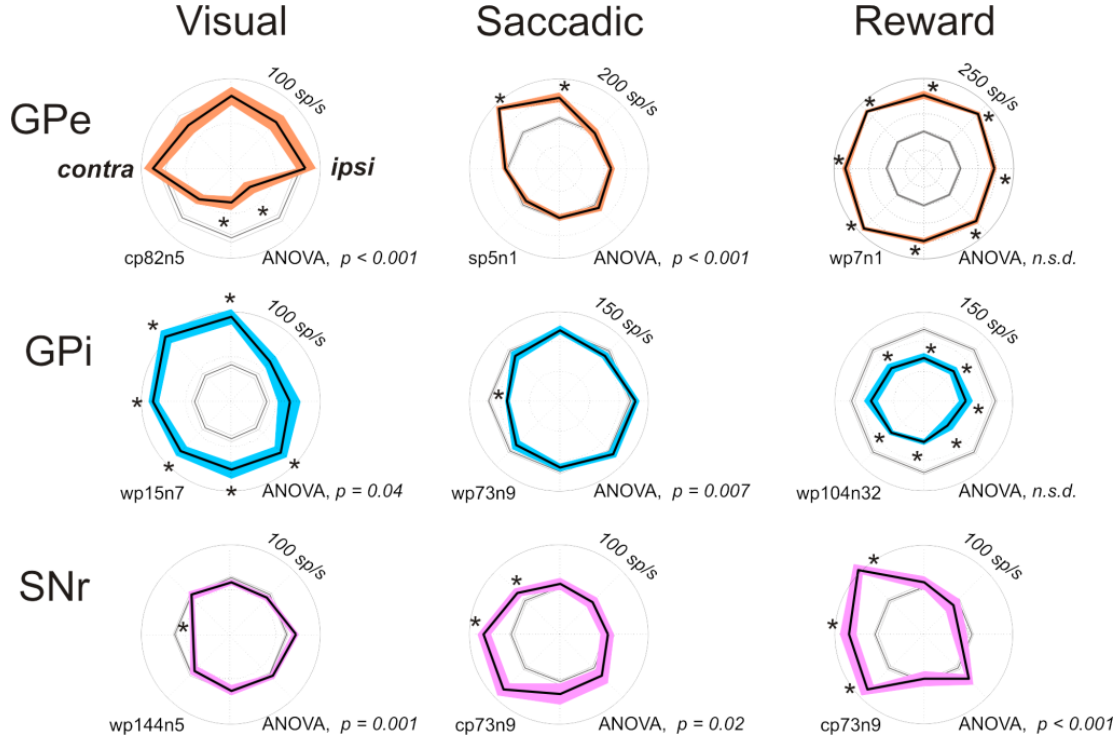 Visual Saccadic Reward
GPe
100 sp/s
200 sp/s
250 sp/s
contra
ipsi
* *
* *
* * * * * * * *
cp82n5 ANOVA, p < 0.001
sp5n1 ANOVA, p < 0.001
wp7n1 ANOVA, n.s.d.
GPi
100 sp/s
150 sp/s
150 sp/s
* * * * * *
*
* * * * * * *
wp15n7 ANOVA, p = 0.04
wp73n9 ANOVA, p = 0.007
wp104n32 ANOVA, n.s.d.
SNr
100 sp/s
100 sp/s
100 sp/s
*
* *
* * *
wp144n5 ANOVA, p = 0.001
cp73n9 ANOVA, p = 0.02
cp73n9 ANOVA, p < 0.001